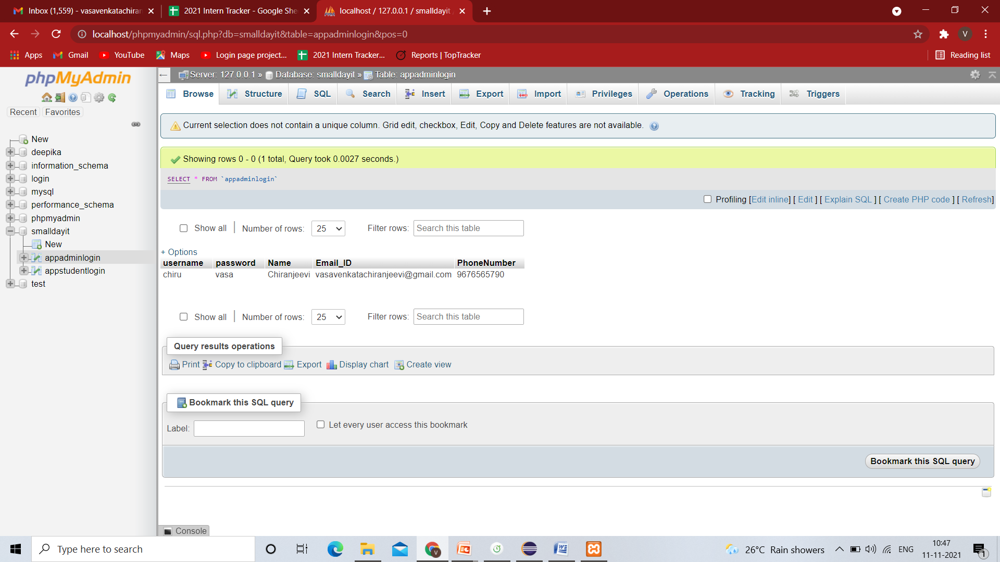 Inbox (1,559) - vasavenkatachiran
2021 Intern Tracker - Google She
localhost / 127.0.0.1 / smalldayit
localhost/phpmyadmin/sql.php?db=smalldayit&table=appadminlogin&pos=0
V
Apps Gmail YouTube Maps Login page project... 2021 Intern Tracker... Reports | TopTracker Reading list
phpMyAdmin
Recent Favorites
New
deepika
information_schema
login
mysql
performance_schema
phpmyadmin
smalldayit
New
appadminlogin
appstudentlogin
test
Server: 127.0.0.1 » Database: smalldayit » Table: appadminlogin
Browse Structure SQL Search Insert Export Import Privileges Operations Tracking Triggers
Current selection does not contain a unique column. Grid edit, checkbox, Edit, Copy and Delete features are not available.
Showing rows 0 - 0 (1 total, Query took 0.0027 seconds.)
SELECT * FROM `appadminlogin`
Profiling [Edit inline] [ Edit ] [ Explain SQL ] [ Create PHP code ] [ Refresh]
Show all Number of rows: 25 Filter rows: Search this table
+ Options
username password Name Email_ID PhoneNumber
chiru vasa Chiranjeevi vasavenkatachiranjeevi@gmail.com 9676565790
Show all Number of rows: 25 Filter rows: Search this table
Query results operations
Print Copy to clipboard Export Display chart Create view
Bookmark this SQL query
Label: Let every user access this bookmark
Bookmark this SQL query
Console
Type here to search
26°C Rain showers
ENG
10:47
11-11-2021
1